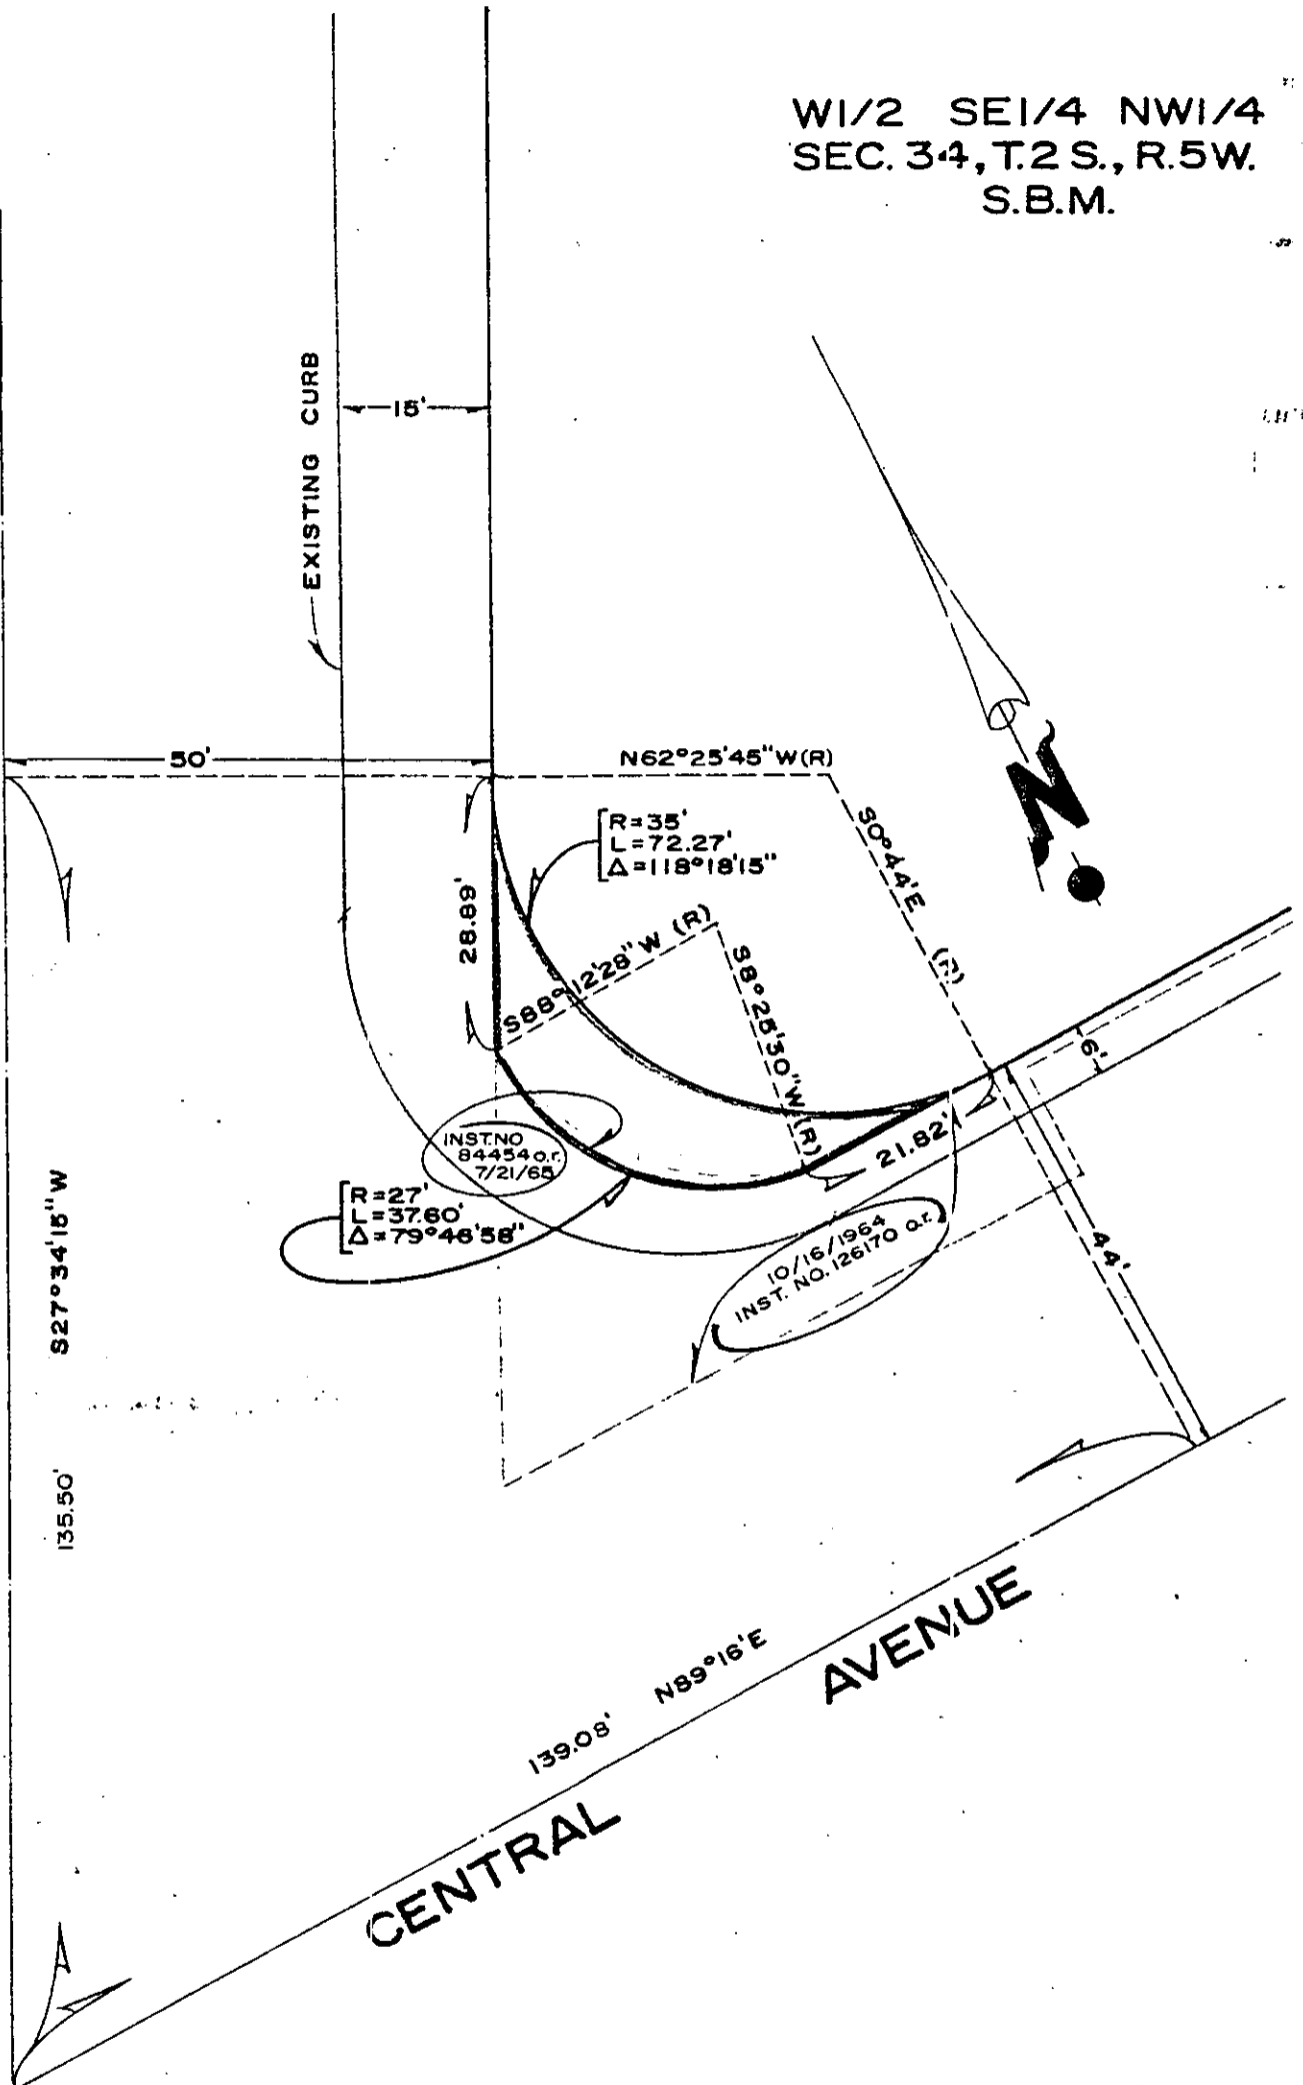 W1/2 SE1/4 NW1/4
SEC. 34, T.2 S., R.5W.
S.B.M.
EXISTING CURB
15'
50'
N62°25'45"W(R)
R=35'
L=72.27'
Δ=118°18'15"
S0°44'E (R)
N
28.89'
S88°12'28"W (R)
S8°25'30"W (R)
6'
INST.NO
84454 o.r.
7/21/65
21.82'
R=27'
L=37.60'
Δ=79°46'58"
10/16/1964
INST. NO. 126170 o.r.
44'
S27°34'15"W
135.50'
139.08' N89°16'E
CENTRAL AVENUE